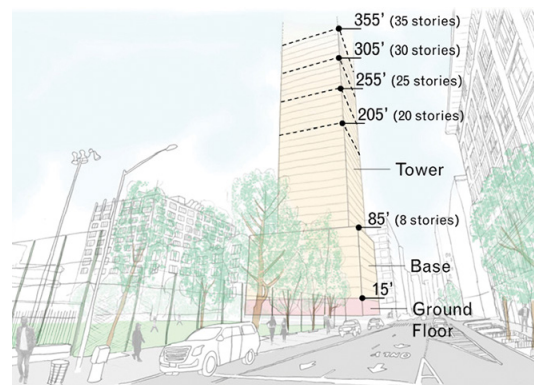 355' (35 stories)
305' (30 stories)
255' (25 stories)
205' (20 stories)
Tower
85' (8 stories)
Base
15'
Ground
Floor
ONLY